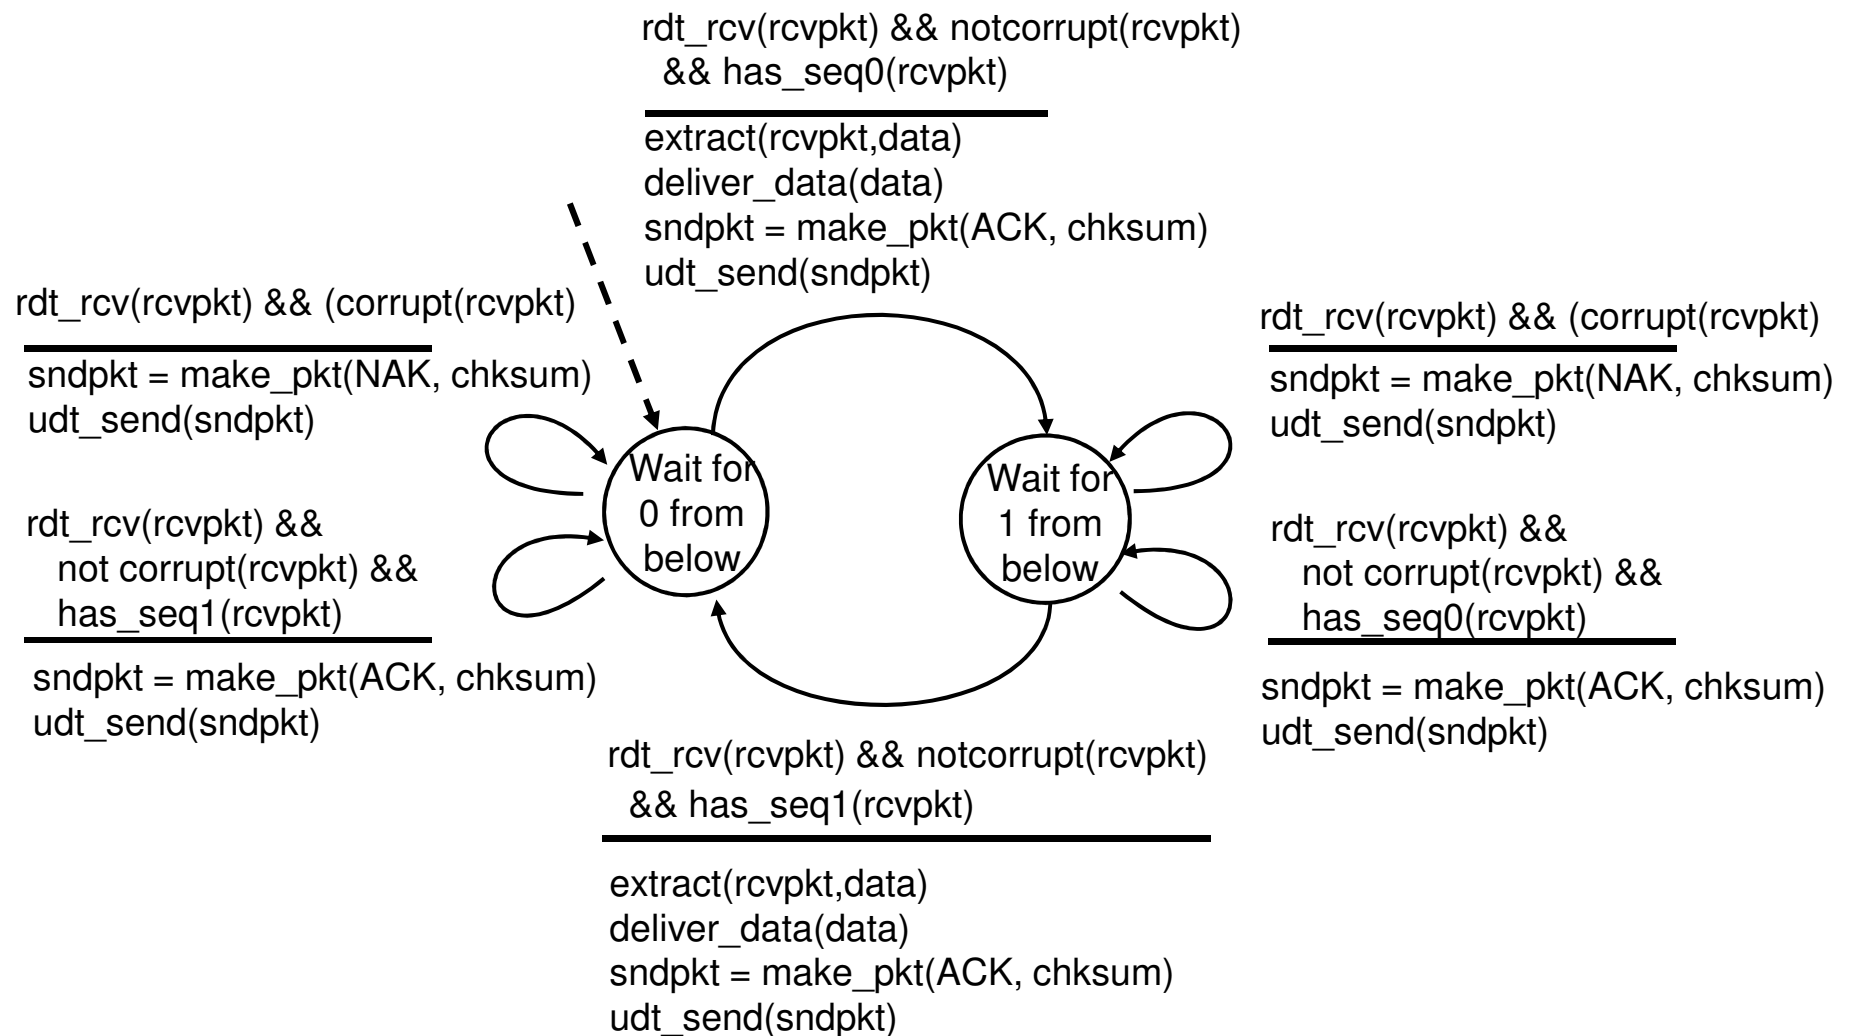 rdt_rcv(rcvpkt) && notcorrupt(rcvpkt)
&& has_seq0(rcvpkt)
extract(rcvpkt,data)
deliver_data(data)
sndpkt = make_pkt(ACK, chksum)
udt_send(sndpkt)
rdt_rcv(rcvpkt) && (corrupt(rcvpkt)
sndpkt = make_pkt(NAK, chksum)
udt_send(sndpkt)
rdt_rcv(rcvpkt) &&
not corrupt(rcvpkt) &&
has_seq1(rcvpkt)
sndpkt = make_pkt(ACK, chksum)
udt_send(sndpkt)
Wait for
0 from
below
Wait for
1 from
below
rdt_rcv(rcvpkt) && (corrupt(rcvpkt)
sndpkt = make_pkt(NAK, chksum)
udt_send(sndpkt)
rdt_rcv(rcvpkt) &&
not corrupt(rcvpkt) &&
has_seq0(rcvpkt)
sndpkt = make_pkt(ACK, chksum)
udt_send(sndpkt)
rdt_rcv(rcvpkt) && notcorrupt(rcvpkt)
&& has_seq1(rcvpkt)
extract(rcvpkt,data)
deliver_data(data)
sndpkt = make_pkt(ACK, chksum)
udt_send(sndpkt)